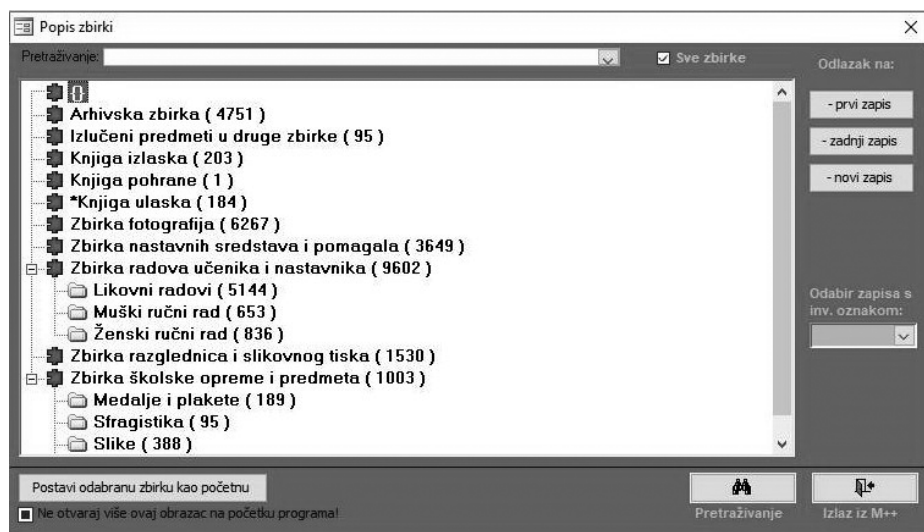 Popis zbirki
Pretraživanje:
Sve zbirke
Odlazak na:
{}
Arhivska zbirka ( 4751 )
Izlučeni predmeti u druge zbirke ( 95 )
Knjiga izlaska ( 203 )
Knjiga pohrane ( 1 )
*Knjiga ulaska ( 184 )
Zbirka fotografija ( 6267 )
Zbirka nastavnih sredstava i pomagala ( 3649 )
Zbirka radova učenika i nastavnika ( 9602 )
Likovni radovi ( 5144 )
Muški ručni rad ( 653 )
Ženski ručni rad ( 836 )
Zbirka razglednica i slikovnog tiska ( 1530 )
Zbirka školske opreme i predmeta ( 1003 )
Medalje i plakete ( 189 )
Sfragistika ( 95 )
Slike ( 388 )
- prvi zapis
- zadnji zapis
- novi zapis
Odabir zapisa s
inv. oznakom:
Postavi odabranu zbirku kao početnu
Ne otvaraj više ovaj obrazac na početku programa!
Pretraživanje
Izlaz iz M++